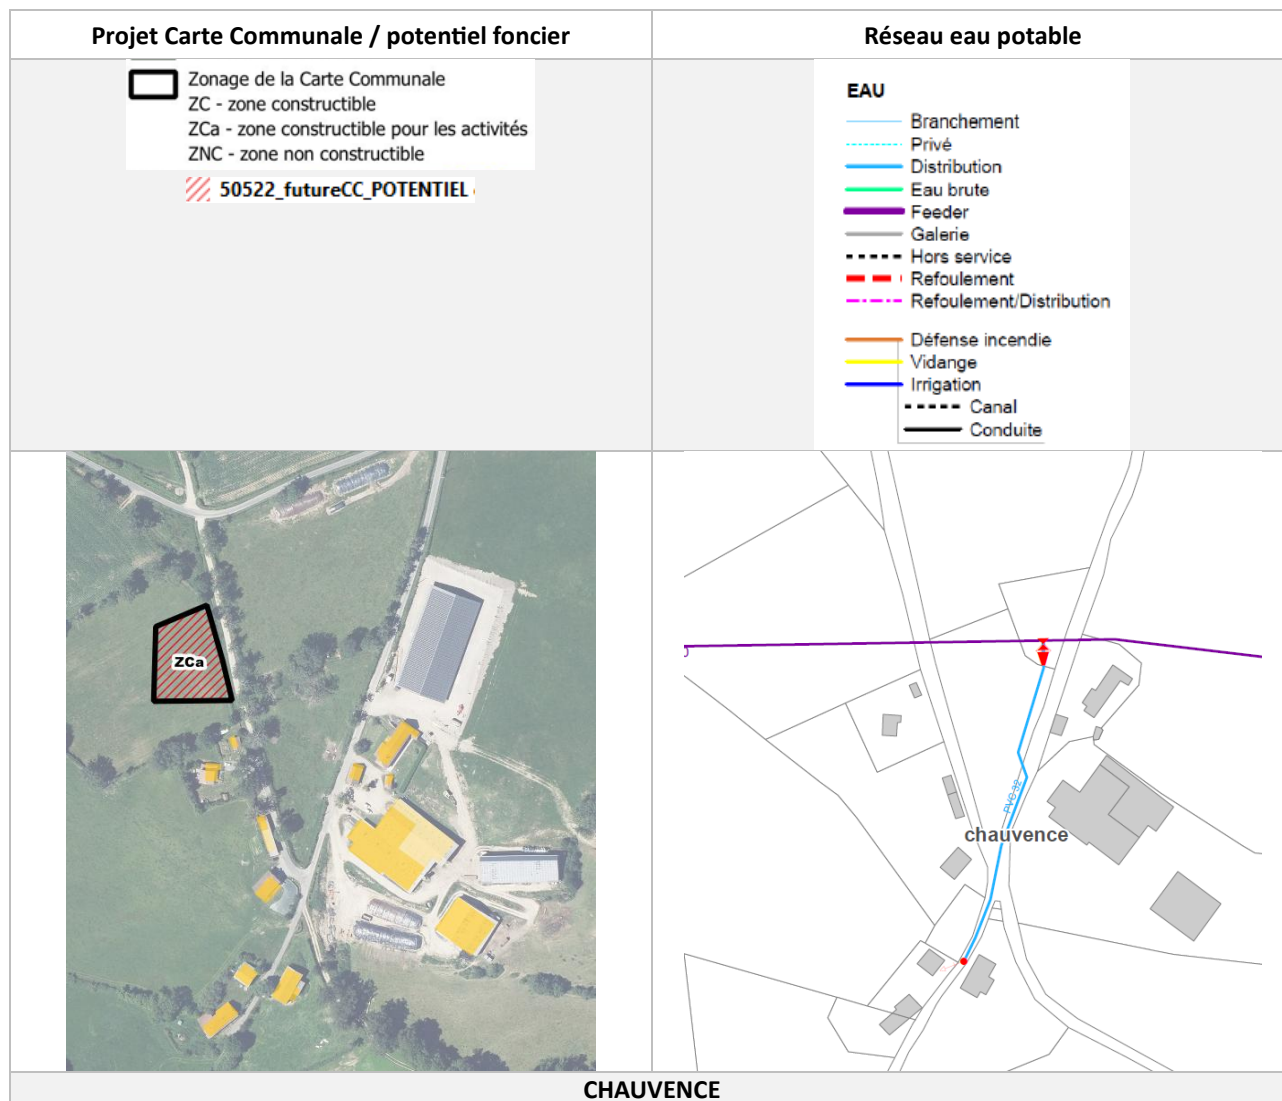 Projet Carte Communale / potentiel foncier
Réseau eau potable
Zonage de la Carte Communale
ZC - zone constructible
ZCa - zone constructible pour les activités
ZNC - zone non constructible
50522_futureCC_POTENTIEL
EAU
Branchement
Privé
Distribution
Eau brute
Feeder
Galerie
Hors service
Refoulement
Refoulement/Distribution
Défense incendie
Vidange
Irrigation
Canal
Conduite
ZCa
PVC 32
chauvence
CHAUVENCE